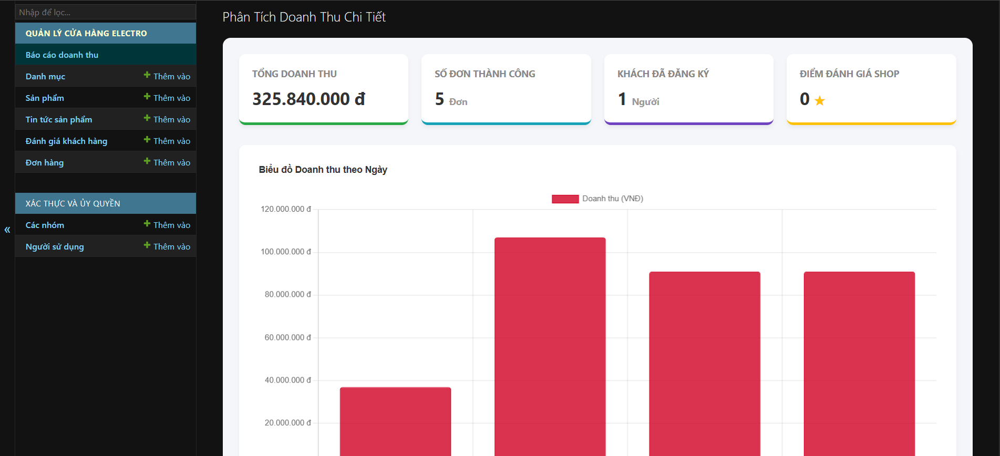 Nhập để lọc...
QUẢN LÝ CỬA HÀNG ELECTRO
Báo cáo doanh thu
Danh mục Thêm vào
Sản phẩm Thêm vào
Tin tức sản phẩm Thêm vào
Đánh giá khách hàng Thêm vào
Đơn hàng Thêm vào
XÁC THỰC VÀ ỦY QUYỀN
Các nhóm Thêm vào
Người sử dụng Thêm vào
«
Phân Tích Doanh Thu Chi Tiết
TỔNG DOANH THU
325.840.000 đ
SỐ ĐƠN THÀNH CÔNG
5 Đơn
KHÁCH ĐÃ ĐĂNG KÝ
1 Người
ĐIỂM ĐÁNH GIÁ SHOP
0 ★
Biểu đồ Doanh thu theo Ngày
Doanh thu (VNĐ)
120.000.000 đ
100.000.000 đ
80.000.000 đ
60.000.000 đ
40.000.000 đ
20.000.000 đ